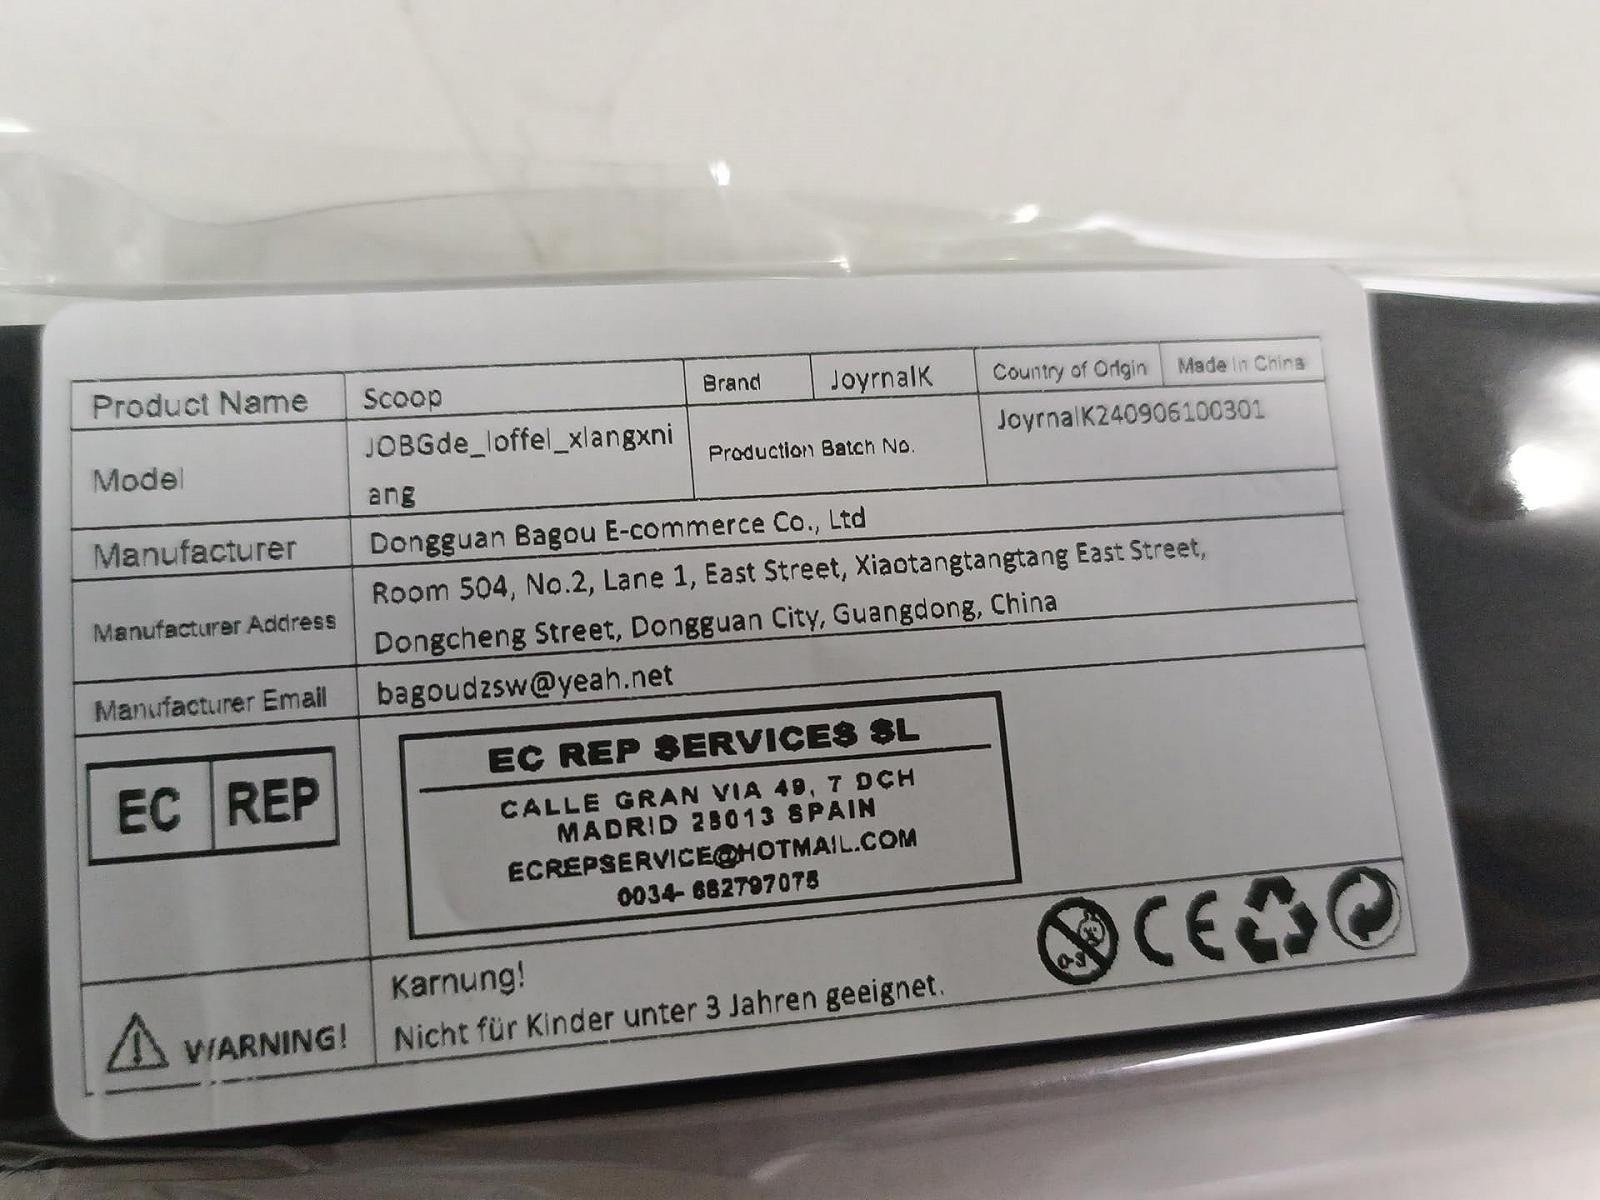 Product Name Scoop Brand JoyrnalK Country of Origin Made In China
Model JOBGde_loffel_xiangxni
ang
Production Batch No. JoyrnalK240906100301
Manufacturer Dongguan Bagou E-commerce Co., Ltd
Manufacturer Address Room 504, No.2, Lane 1, East Street, Xiaotangtangtang East Street,
Dongcheng Street, Dongguan City, Guangdong, China
Manufacturer Email bagoudzsw@yeah.net
EC REP
EC REP SERVICES SL
CALLE GRAN VIA 49, 7 DCH
MADRID 28013 SPAIN
ECREPSERVICE@HOTMAIL.COM
0034-
WARNING! Karnung!
Nicht für Kinder unter 3 Jahren geeignet.
0-3 CE